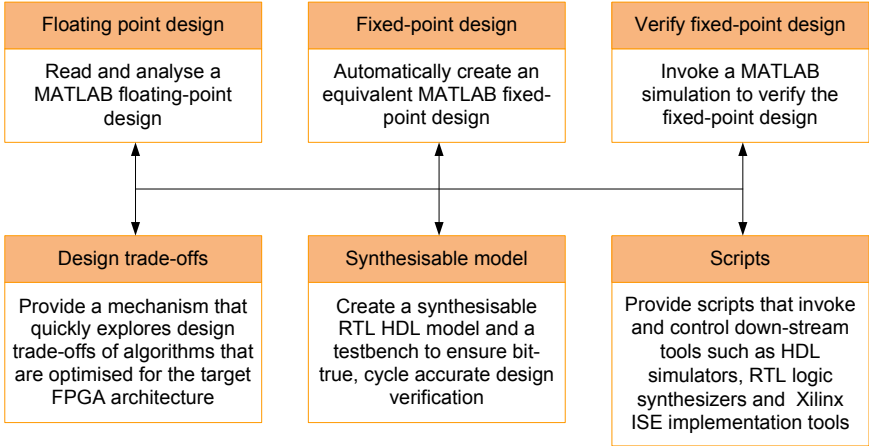 Floating point design
Read and analyse a
MATLAB floating-point
design
Fixed-point design
Automatically create an
equivalent MATLAB fixed-
point design
Verify fixed-point design
Invoke a MATLAB
simulation to verify the
fixed-point design
Design trade-offs
Provide a mechanism that
quickly explores design
trade-offs of algorithms that
are optimised for the target
FPGA architecture
Synthesisable model
Create a synthesisable
RTL HDL model and a
testbench to ensure bit-
true, cycle accurate design
verification
Scripts
Provide scripts that invoke
and control down-stream
tools such as HDL
simulators, RTL logic
synthesizers and Xilinx
ISE implementation tools